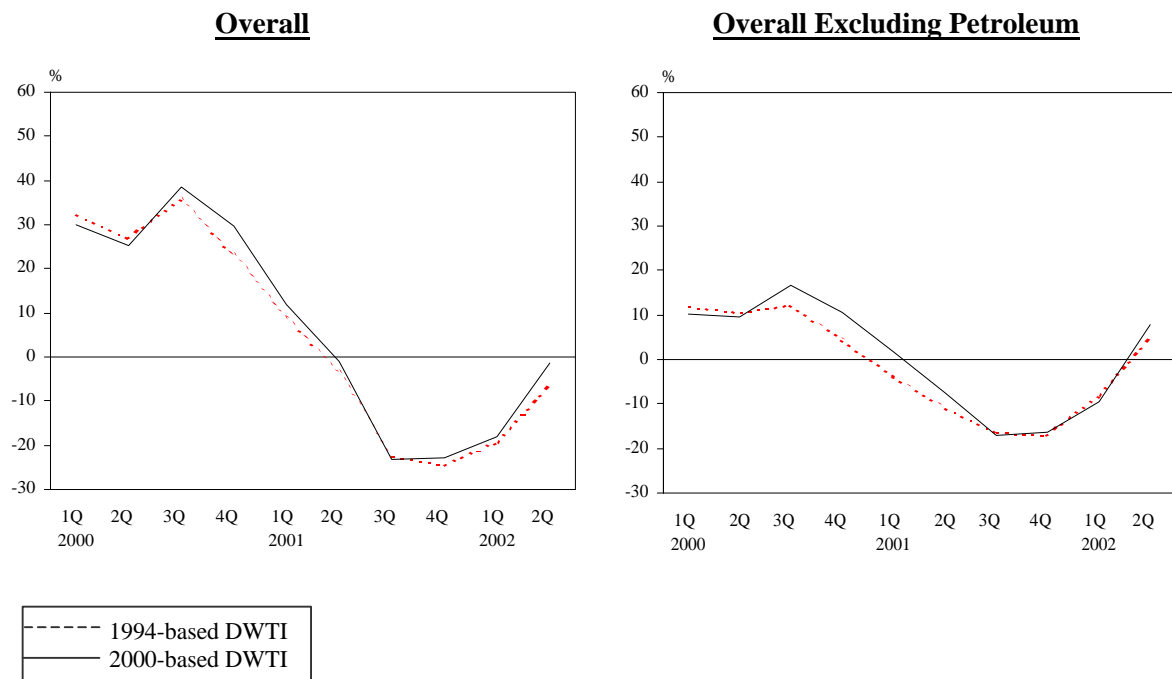 Overall
%
60
50
40
30
20
10
0
-10
-20
-30
1Q 2Q 3Q 4Q 1Q 2Q 3Q 4Q 1Q 2Q
2000 2001 2002
Overall Excluding Petroleum
%
60
50
40
30
20
10
0
-10
-20
-30
1Q 2Q 3Q 4Q 1Q 2Q 3Q 4Q 1Q 2Q
2000 2001 2002
1994-based DWTI
2000-based DWTI